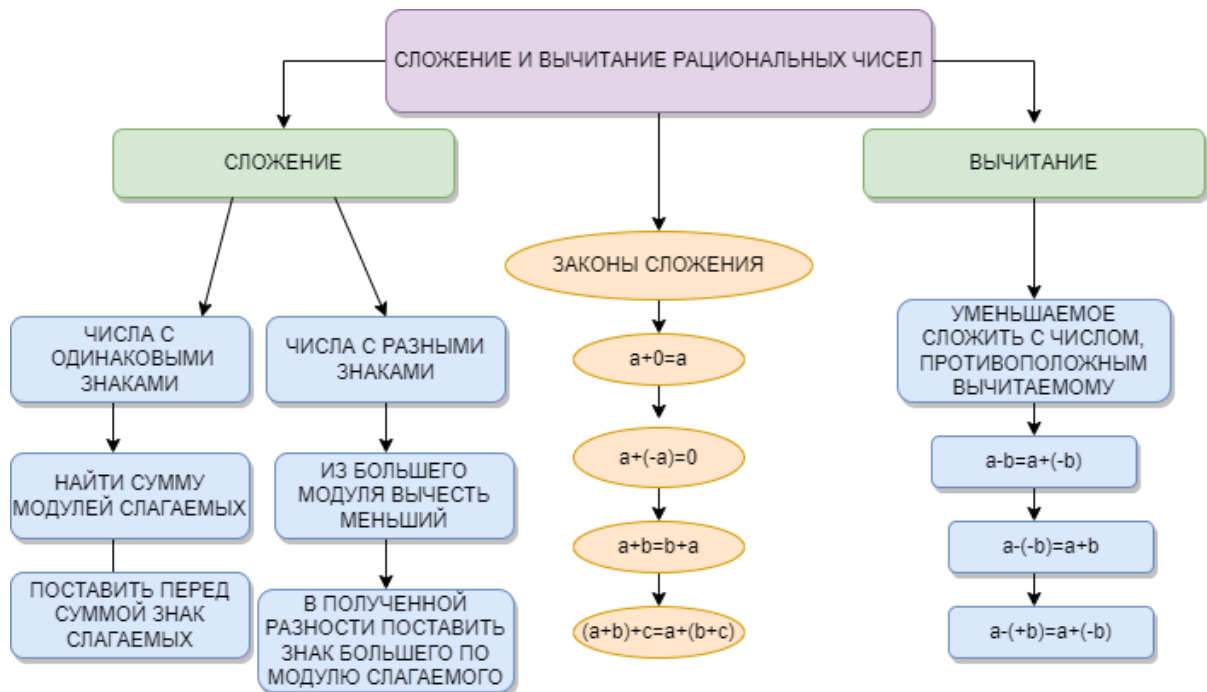 СЛОЖЕНИЕ И ВЫЧИТАНИЕ РАЦИОНАЛЬНЫХ ЧИСЕЛ
СЛОЖЕНИЕ
ЧИСЛА С
ОДИНАКОВЫМИ
ЗНАКАМИ
НАЙТИ СУММУ
МОДУЛЕЙ СЛАГАЕМЫХ
ПОСТАВИТЬ ПЕРЕД
СУММОЙ ЗНАК
СЛАГАЕМЫХ
ЧИСЛА С РАЗНЫМИ
ЗНАКАМИ
ИЗ БОЛЬШЕГО
МОДУЛЯ ВЫЧЕСТЬ
МЕНЬШИЙ
В ПОЛУЧЕННОЙ
РАЗНОСТИ ПОСТАВИТЬ
ЗНАК БОЛЬШЕГО ПО
МОДУЛЮ СЛАГАЕМОГО
ЗАКОНЫ СЛОЖЕНИЯ
a+0=a
a+(-a)=0
a+b=b+a
(a+b)+c=a+(b+c)
ВЫЧИТАНИЕ
УМЕНЬШАЕМОЕ
СЛОЖИТЬ С ЧИСЛОМ,
ПРОТИВОПОЛОЖНЫМ
ВЫЧИТАЕМОМУ
a-b=a+(-b)
a-(-b)=a+b
a-(+b)=a+(-b)